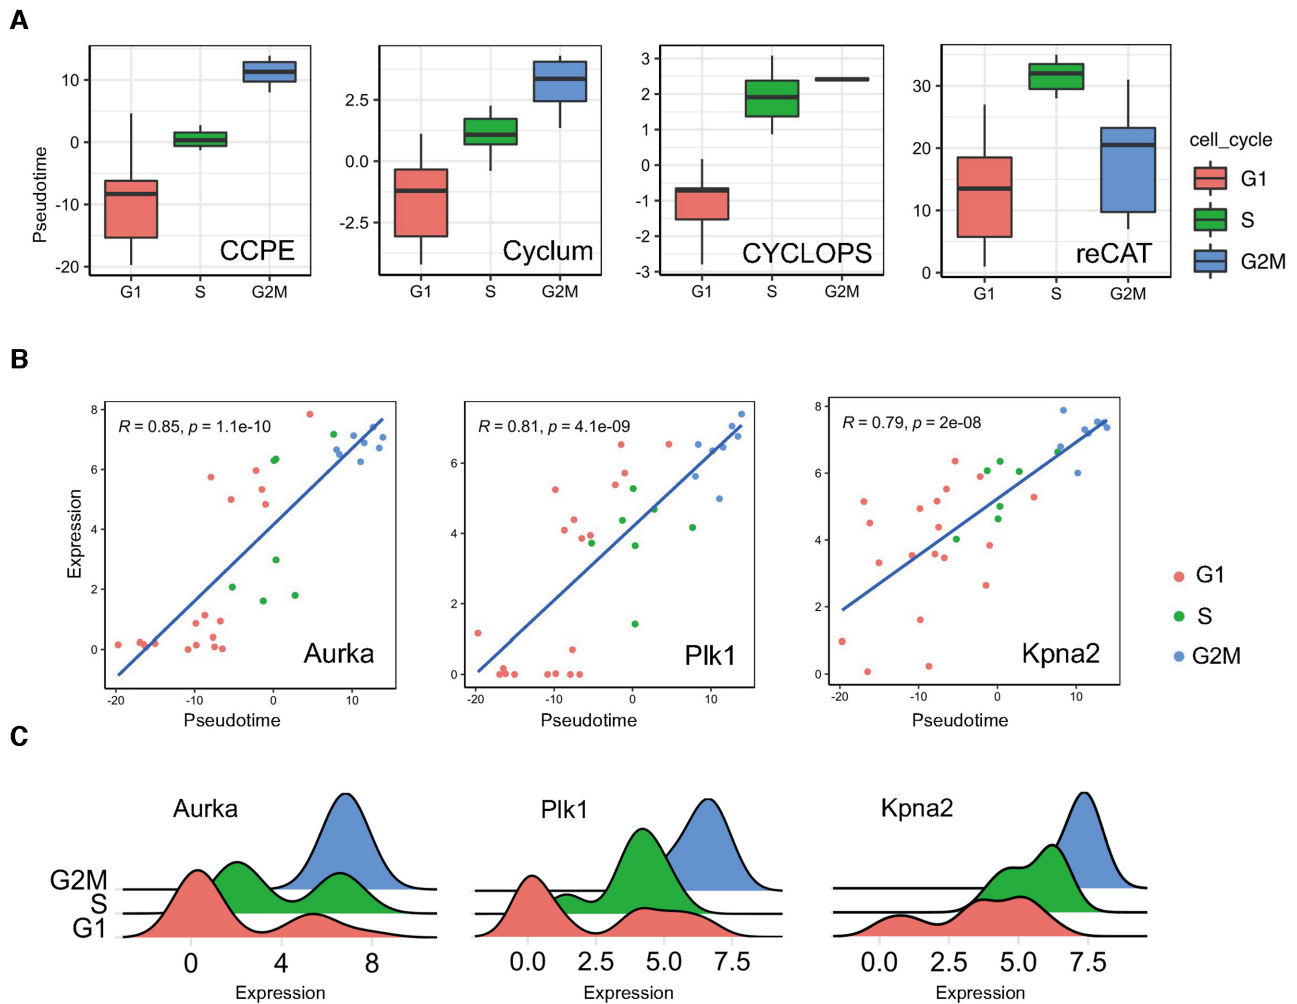 A
Pseudotime
10
0
-10
-20
G1
S
G2M
CCPE
2.5
0.0
-2.5
G1
S
G2M
Cyclum
3
2
1
0
-1
-2
-3
G1
S
G2M
CYCLOPS
30
20
10
0
G1
S
G2M
reCAT
cell_cycle
G1
S
G2M
B
Expression
8
6
4
2
0
-20
-10
0
10
R = 0.85, p = 1.1e-10
Aurka
Pseudotime
6
4
2
0
-20
-10
0
10
R = 0.81, p = 4.1e-09
Plk1
Pseudotime
8
6
4
2
0
-20
-10
0
10
R = 0.79, p = 2e-08
Kpna2
Pseudotime
G1
S
G2M
C
Aurka
G2M
S
G1
0
4
8
Expression
Plk1
0.0
2.5
5.0
7.5
Expression
Kpna2
0.0
2.5
5.0
7.5
Expression